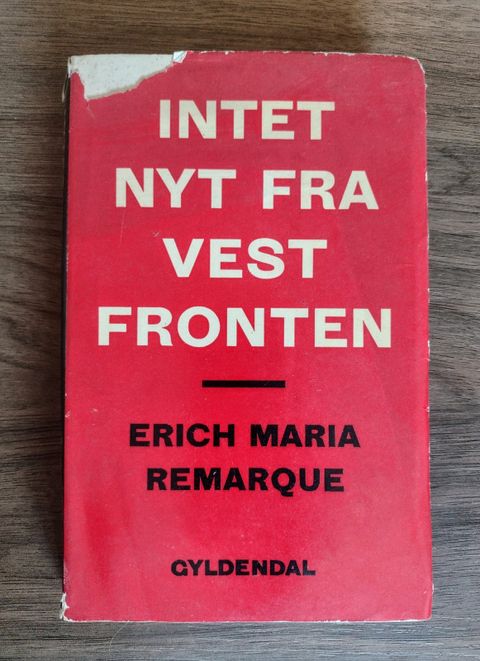 INTET
NYT FRA
VEST
FRONTEN
ERICH MARIA
REMARQUE
GYLDENDAL